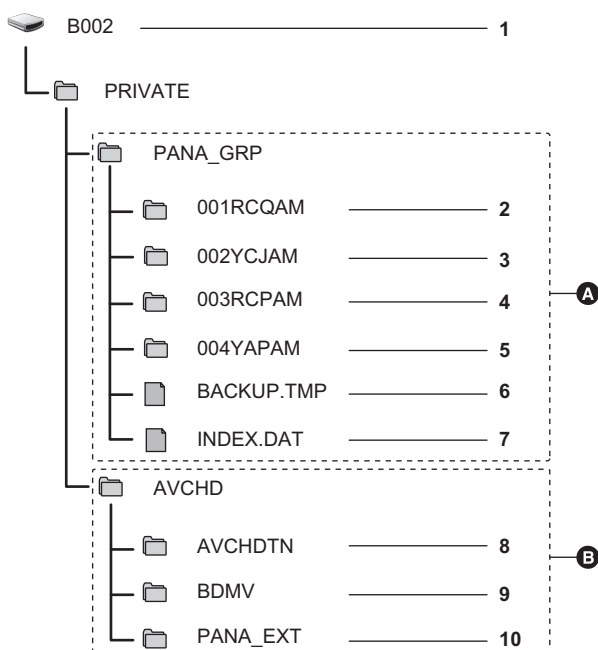 B002 1
PRIVATE
PANA_GRP
001RCQAM 2
002YCJAM 3
003RCPAM 4
A
004YAPAM 5
BACKUP.TMP 6
INDEX.DAT 7
AVCHD
AVCHDTN 8
B
BDMV 9
PANA_EXT 10